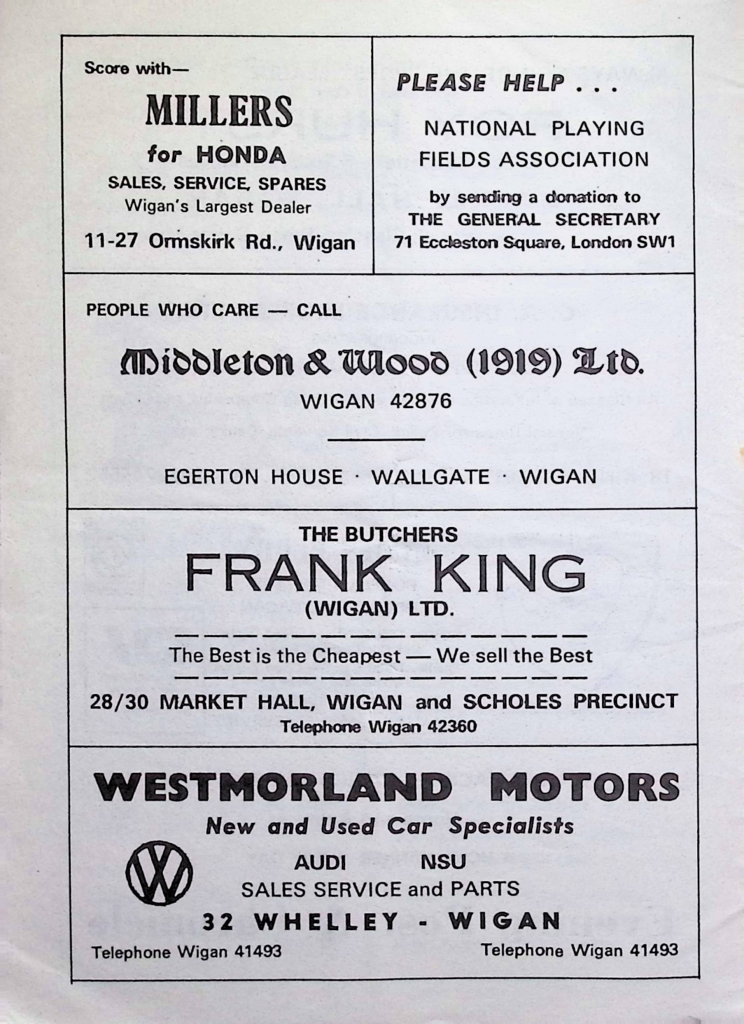 Score with—
MILLERS
for HONDA
SALES, SERVICE, SPARES
Wigan's Largest Dealer
11-27 Ormskirk Rd., Wigan
PLEASE HELP . . .
NATIONAL PLAYING
FIELDS ASSOCIATION
by sending a donation to
THE GENERAL SECRETARY
71 Eccleston Square, London SW1
PEOPLE WHO CARE — CALL
Middleton & Wood (1919) Ltd.
WIGAN 42876
EGERTON HOUSE · WALLGATE · WIGAN
THE BUTCHERS
FRANK KING
(WIGAN) LTD.
The Best is the Cheapest — We sell the Best
28/30 MARKET HALL, WIGAN and SCHOLES PRECINCT
Telephone Wigan 42360
WESTMORLAND MOTORS
New and Used Car Specialists
VW
AUDI NSU
SALES SERVICE and PARTS
32 WHELLEY - WIGAN
Telephone Wigan 41493 Telephone Wigan 41493